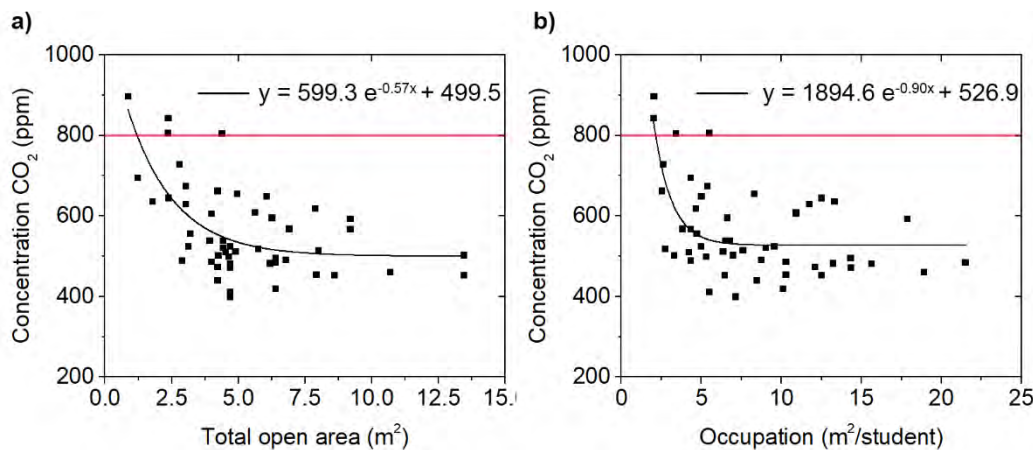 a)
1000
800
600
400
200
Concentration CO₂ (ppm)
y = 599.3 e⁻⁰·⁵⁷ˣ + 499.5
0.0 2.5 5.0 7.5 10.0 12.5 15.0
Total open area (m²)
b)
1000
800
600
400
200
Concentration CO₂ (ppm)
y = 1894.6 e⁻⁰·⁹⁰ˣ + 526.9
0 5 10 15 20 25
Occupation (m²/student)